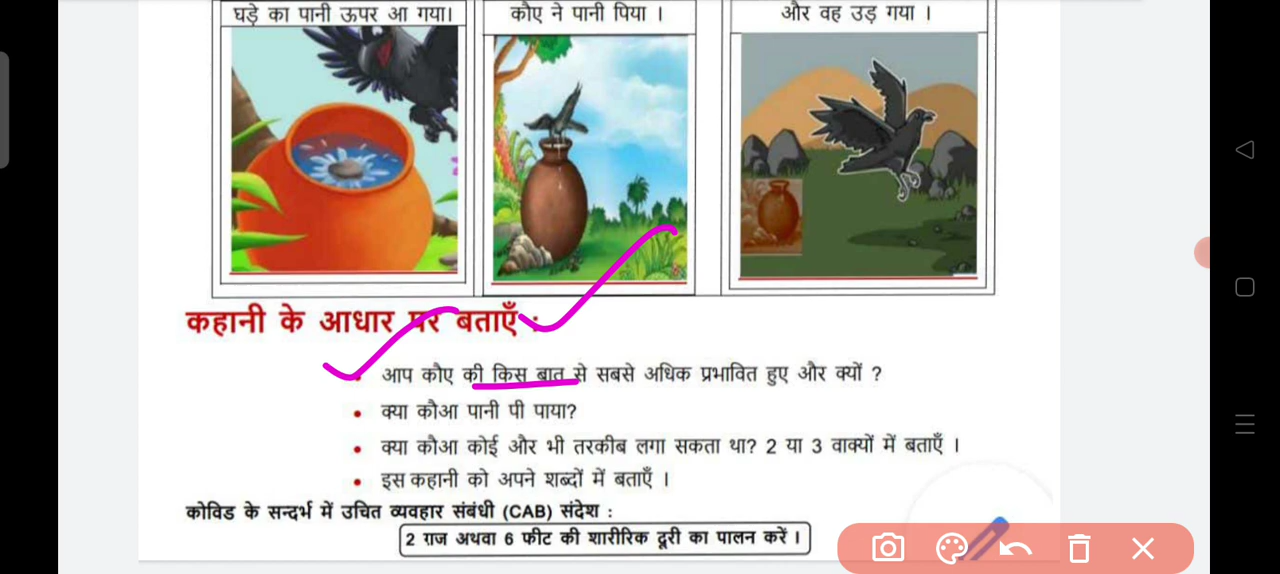 घड़े का पानी ऊपर आ गया।
कौए ने पानी पिया ।
और वह उड़ गया ।
कहानी के आधार पर बताएँ :
• आप कौए की किस बात से सबसे अधिक प्रभावित हुए और क्यों ?
• क्या कौआ पानी पी पाया?
• क्या कौआ कोई और भी तरकीब लगा सकता था? 2 या 3 वाक्यों में बताएँ ।
• इस कहानी को अपने शब्दों में बताएँ ।
कोविड के सन्दर्भ में उचित व्यवहार संबंधी (CAB) संदेश :
2 गज अथवा 6 फीट की शारीरिक दूरी का पालन करें ।